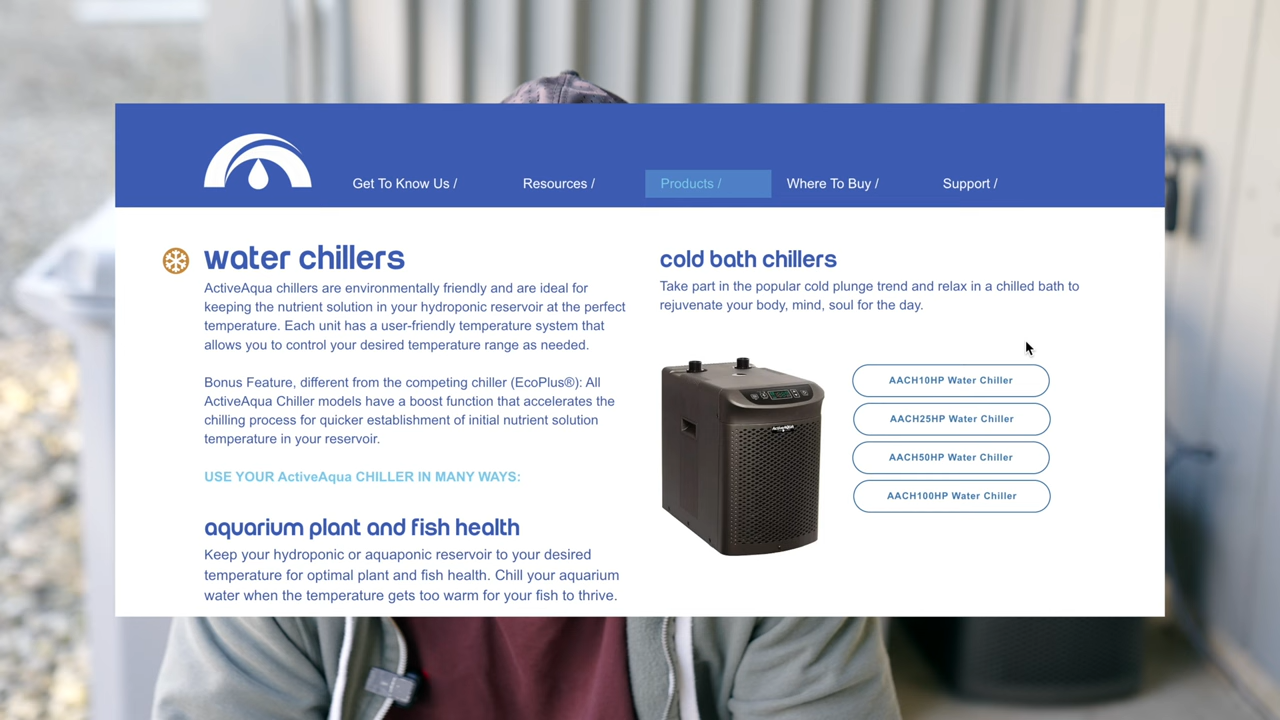 Get To Know Us /
Resources /
Products /
Where To Buy /
Support /
water chillers
ActiveAqua chillers are environmentally friendly and are ideal for
keeping the nutrient solution in your hydroponic reservoir at the perfect
temperature. Each unit has a user-friendly temperature system that
allows you to control your desired temperature range as needed.
Bonus Feature, different from the competing chiller (EcoPlus®): All
ActiveAqua Chiller models have a boost function that accelerates the
chilling process for quicker establishment of initial nutrient solution
temperature in your reservoir.
USE YOUR ActiveAqua CHILLER IN MANY WAYS:
aquarium plant and fish health
Keep your hydroponic or aquaponic reservoir to your desired
temperature for optimal plant and fish health. Chill your aquarium
water when the temperature gets too warm for your fish to thrive.
cold bath chillers
Take part in the popular cold plunge trend and relax in a chilled bath to
rejuvenate your body, mind, soul for the day.
ActiveAQUA
AACH10HP Water Chiller
AACH25HP Water Chiller
AACH50HP Water Chiller
AACH100HP Water Chiller